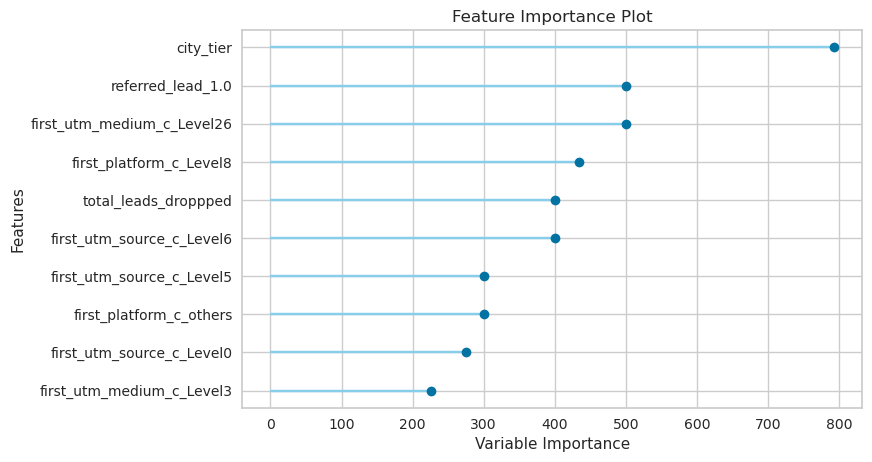 Feature Importance Plot
city_tier
referred_lead_1.0
first_utm_medium_c_Level26
first_platform_c_Level8
total_leads_droppped
first_utm_source_c_Level6
first_utm_source_c_Level5
first_platform_c_others
first_utm_source_c_Level0
first_utm_medium_c_Level3
Features
0 100 200 300 400 500 600 700 800
Variable Importance